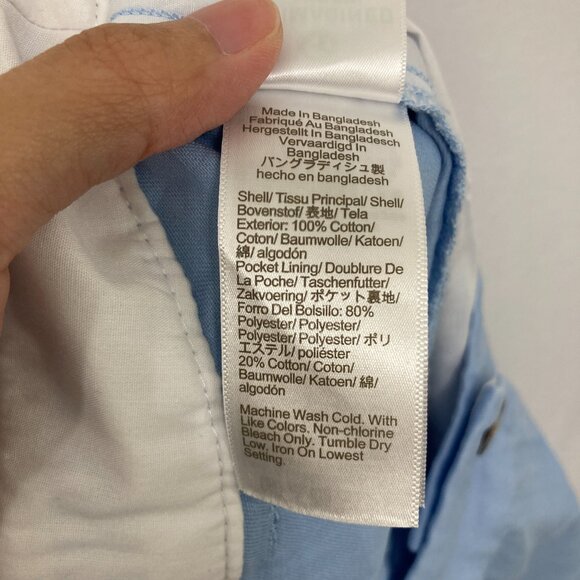 Made In Bangladesh
Fabriqué Au Bangladesh
Hergestellt In Bangladesch
Vervaardigd In
Bangladesh
バングラディシュ製
hecho en bangladesh
Shell/ Tissu Principal/ Shell/
Bovenstof/ 表地/ Tela
Exterior: 100% Cotton/
Coton/ Baumwolle/ Katoen/
綿/ algodón
Pocket Lining/ Doublure De
La Poche/ Taschenfutter/
Zakvoering/ ポケット裏地/
Forro Del Bolsillo: 80%
Polyester/ Polyester/
Polyester/ Polyester/ ポリ
エステル/ poliéster
20% Cotton/ Coton/
Baumwolle/ Katoen/ 綿/
algodón
Machine Wash Cold. With
Like Colors. Non-chlorine
Bleach Only. Tumble Dry
Low. Iron On Lowest
Setting.